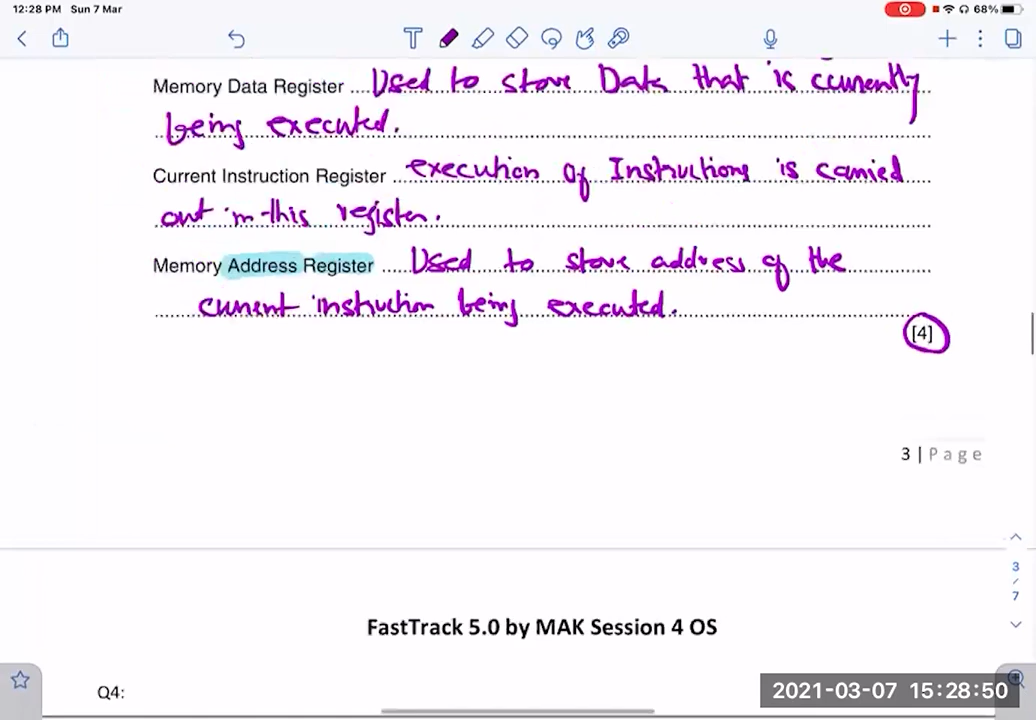 12:28 PM Sun 7 Mar 68%
Memory Data Register .... Used to store Data that is currently
being executed.
Current Instruction Register ... execution of Instructions is carried
out in this register.
Memory Address Register .... Used to store address of the
current instruction being executed.
[4]
3 | Page
3
/
7
FastTrack 5.0 by MAK Session 4 OS
Q4:
2021-03-07 15:28:50